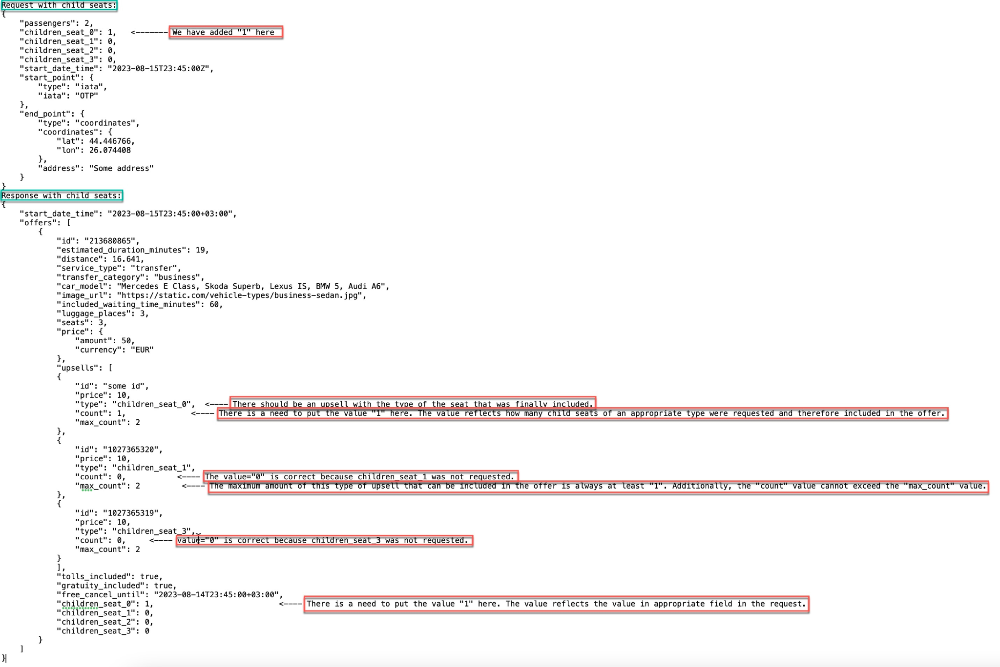 Request with child seats:
{
    "passengers": 2,
    "children_seat_0": 1,   <------- We have added "1" here
    "children_seat_1": 0,
    "children_seat_2": 0,
    "children_seat_3": 0,
    "start_date_time": "2023-08-15T23:45:00Z",
    "start_point": {
        "type": "iata",
        "iata": "OTP"
    },
    "end_point": {
        "type": "coordinates",
        "coordinates": {
            "lat": 44.446766,
            "lon": 26.074408
        },
        "address": "Some address"
    }
}
Response with child seats:
{
    "start_date_time": "2023-08-15T23:45:00+03:00",
    "offers": [
        {
            "id": "213680865",
            "estimated_duration_minutes": 19,
            "distance": 16.641,
            "service_type": "transfer",
            "transfer_category": "business",
            "car_model": "Mercedes E Class, Skoda Superb, Lexus IS, BMW 5, Audi A6",
            "image_url": "https://static.com/vehicle-types/business-sedan.jpg",
            "included_waiting_time_minutes": 60,
            "luggage_places": 3,
            "seats": 3,
            "price": {
                "amount": 50,
                "currency": "EUR"
            },
            "upsells": [
            {
                "id": "some id",
                "price": 10,
                "type": "children_seat_0",  <---- There should be an upsell with the type of the seat that was finally included.
                "count": 1,              <---- There is a need to put the value "1" here. The value reflects how many child seats of an appropriate type were requested and therefore included in the offer.
                "max_count": 2
            },
            {
                "id": "1027365320",
                "price": 10,
                "type": "children_seat_1",
                "count": 0,           <---- The value="0" is correct because children_seat_1 was not requested.
                "max_count": 2         <---- The maximum amount of this type of upsell that can be included in the offer is always at least "1". Additionally, the "count" value cannot exceed the "max_count" value.
            },
            {
                "id": "1027365319",
                "price": 10,
                "type": "children_seat_3",
                "count": 0,     <---- value="0" is correct because children_seat_3 was not requested.
                "max_count": 2
            }
            ],
            "tolls_included": true,
            "gratuity_included": true,
            "free_cancel_until": "2023-08-14T23:45:00+03:00",
            "children_seat_0": 1,                           <---- There is a need to put the value "1" here. The value reflects the value in appropriate field in the request.
            "children_seat_1": 0,
            "children_seat_2": 0,
            "children_seat_3": 0
        }
    ]
}